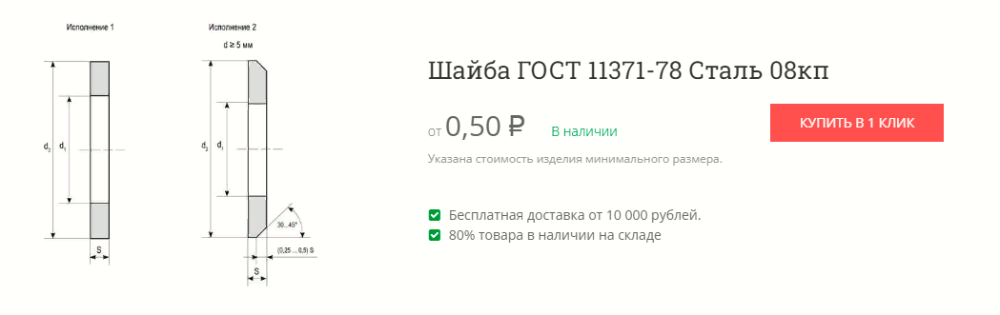 Исполнение 1
Исполнение 2
d ≥ 5 мм
d₂
d₁
S
d₂
d₁
30...45°
(0,25 ... 0,5) S
S
Шайба ГОСТ 11371-78 Сталь 08кп
от 0,50 ₽
В наличии
КУПИТЬ В 1 КЛИК
Указана стоимость изделия минимального размера.
Бесплатная доставка от 10 000 рублей.
80% товара в наличии на складе